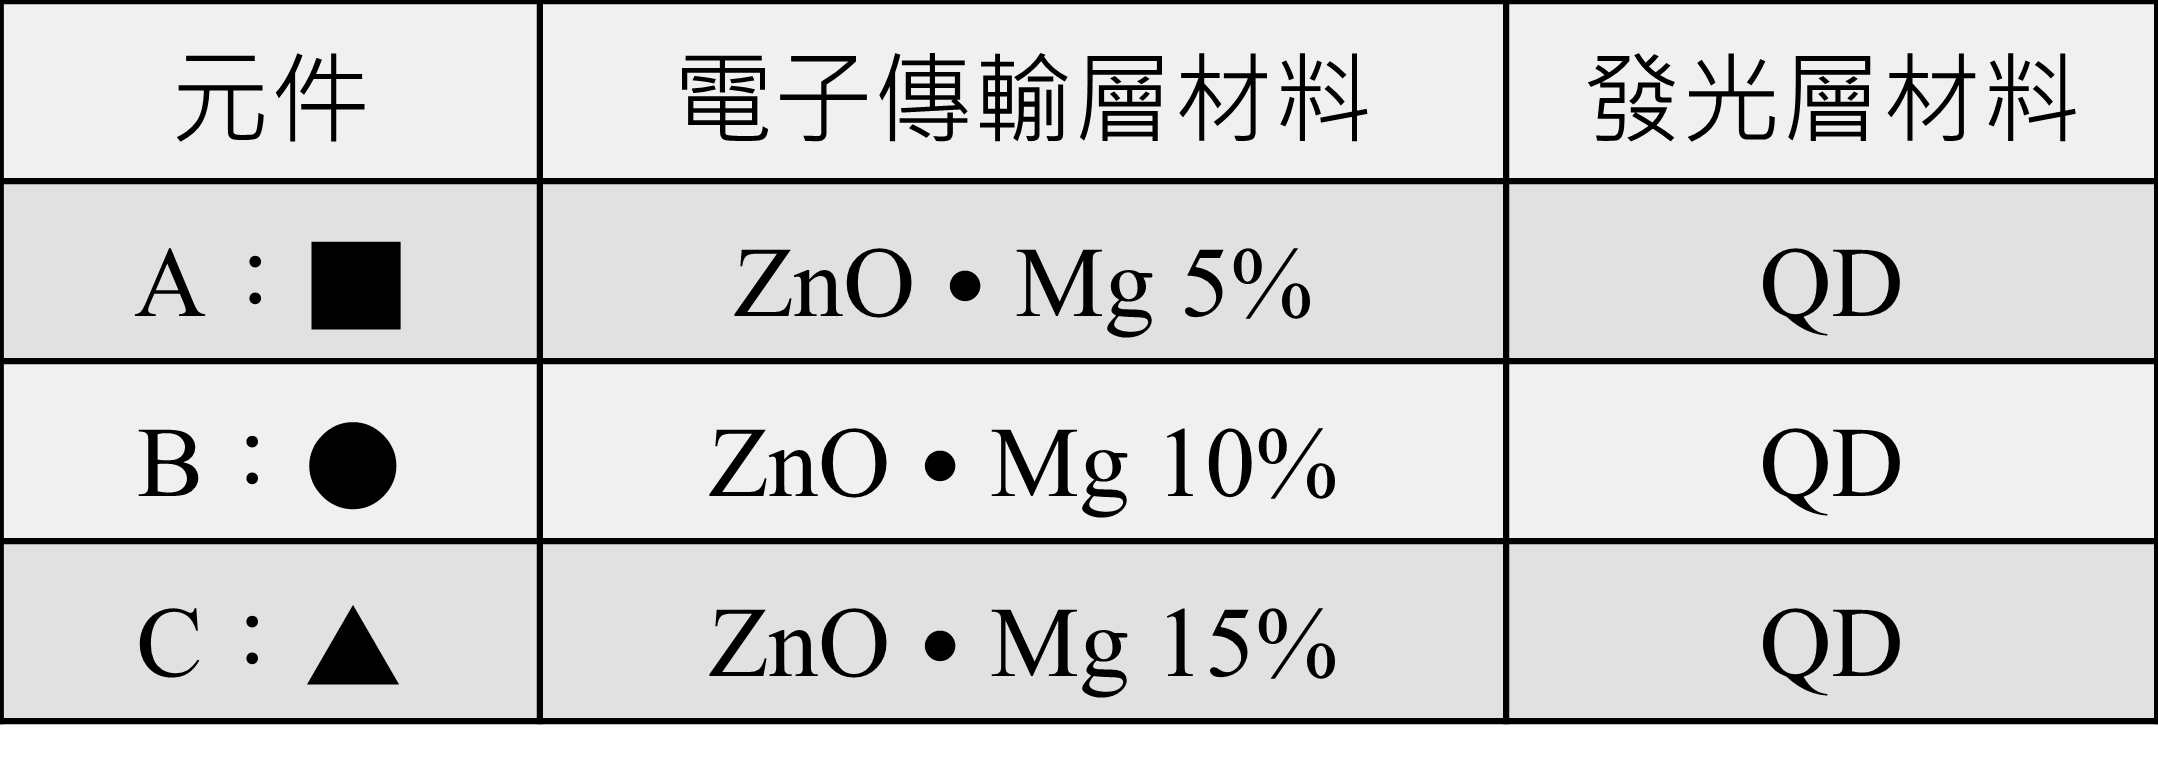 元件 電子傳輸層材料 發光層材料
A：■ ZnO • Mg 5% QD
B：● ZnO • Mg 10% QD
C：▲ ZnO • Mg 15% QD